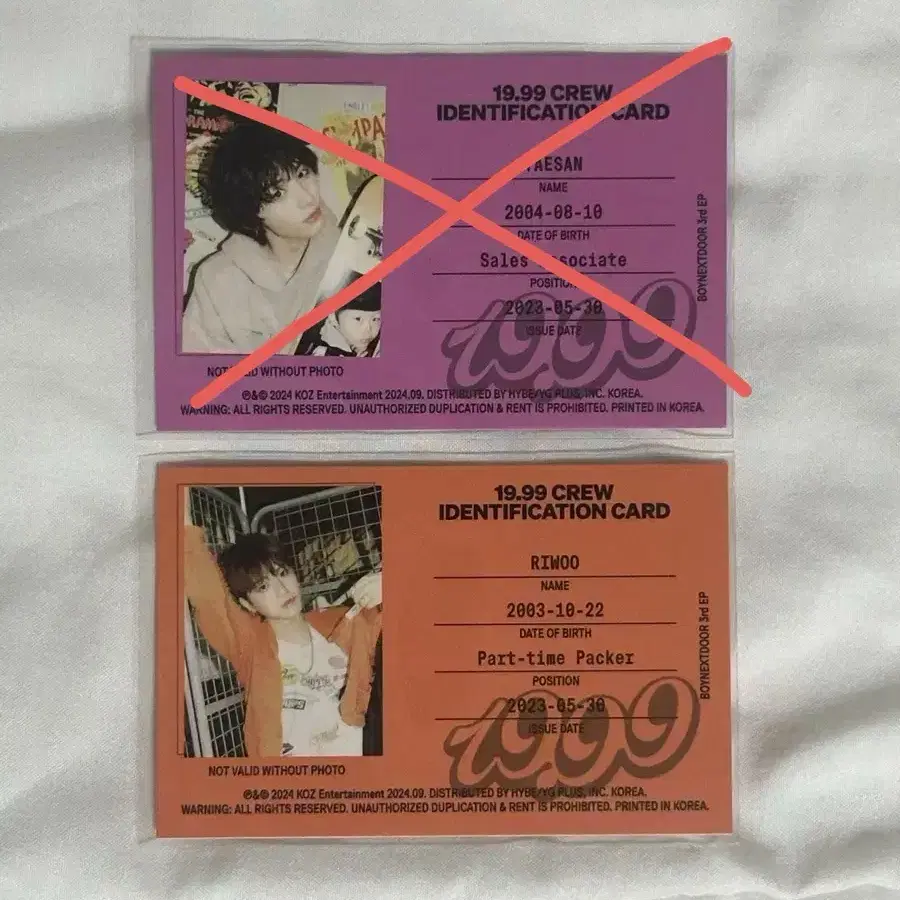 19.99 CREW
IDENTIFICATION CARD
TAESAN
NAME
2004-08-10
DATE OF BIRTH
Sales Associate
POSITION
2023-05-30
ISSUE DATE
1999
BOYNEXTDOOR 3rd EP
NOT VALID WITHOUT PHOTO
℗&© 2024 KOZ Entertainment 2024.09. DISTRIBUTED BY HYBE/YG PLUS, INC. KOREA.
WARNING: ALL RIGHTS RESERVED. UNAUTHORIZED DUPLICATION & RENT IS PROHIBITED. PRINTED IN KOREA.
19.99 CREW
IDENTIFICATION CARD
RIWOO
NAME
2003-10-22
DATE OF BIRTH
Part-time Packer
POSITION
2023-05-30
ISSUE DATE
1999
BOYNEXTDOOR 3rd EP
NOT VALID WITHOUT PHOTO
℗&© 2024 KOZ Entertainment 2024.09. DISTRIBUTED BY HYBE/YG PLUS, INC. KOREA.
WARNING: ALL RIGHTS RESERVED. UNAUTHORIZED DUPLICATION & RENT IS PROHIBITED. PRINTED IN KOREA.